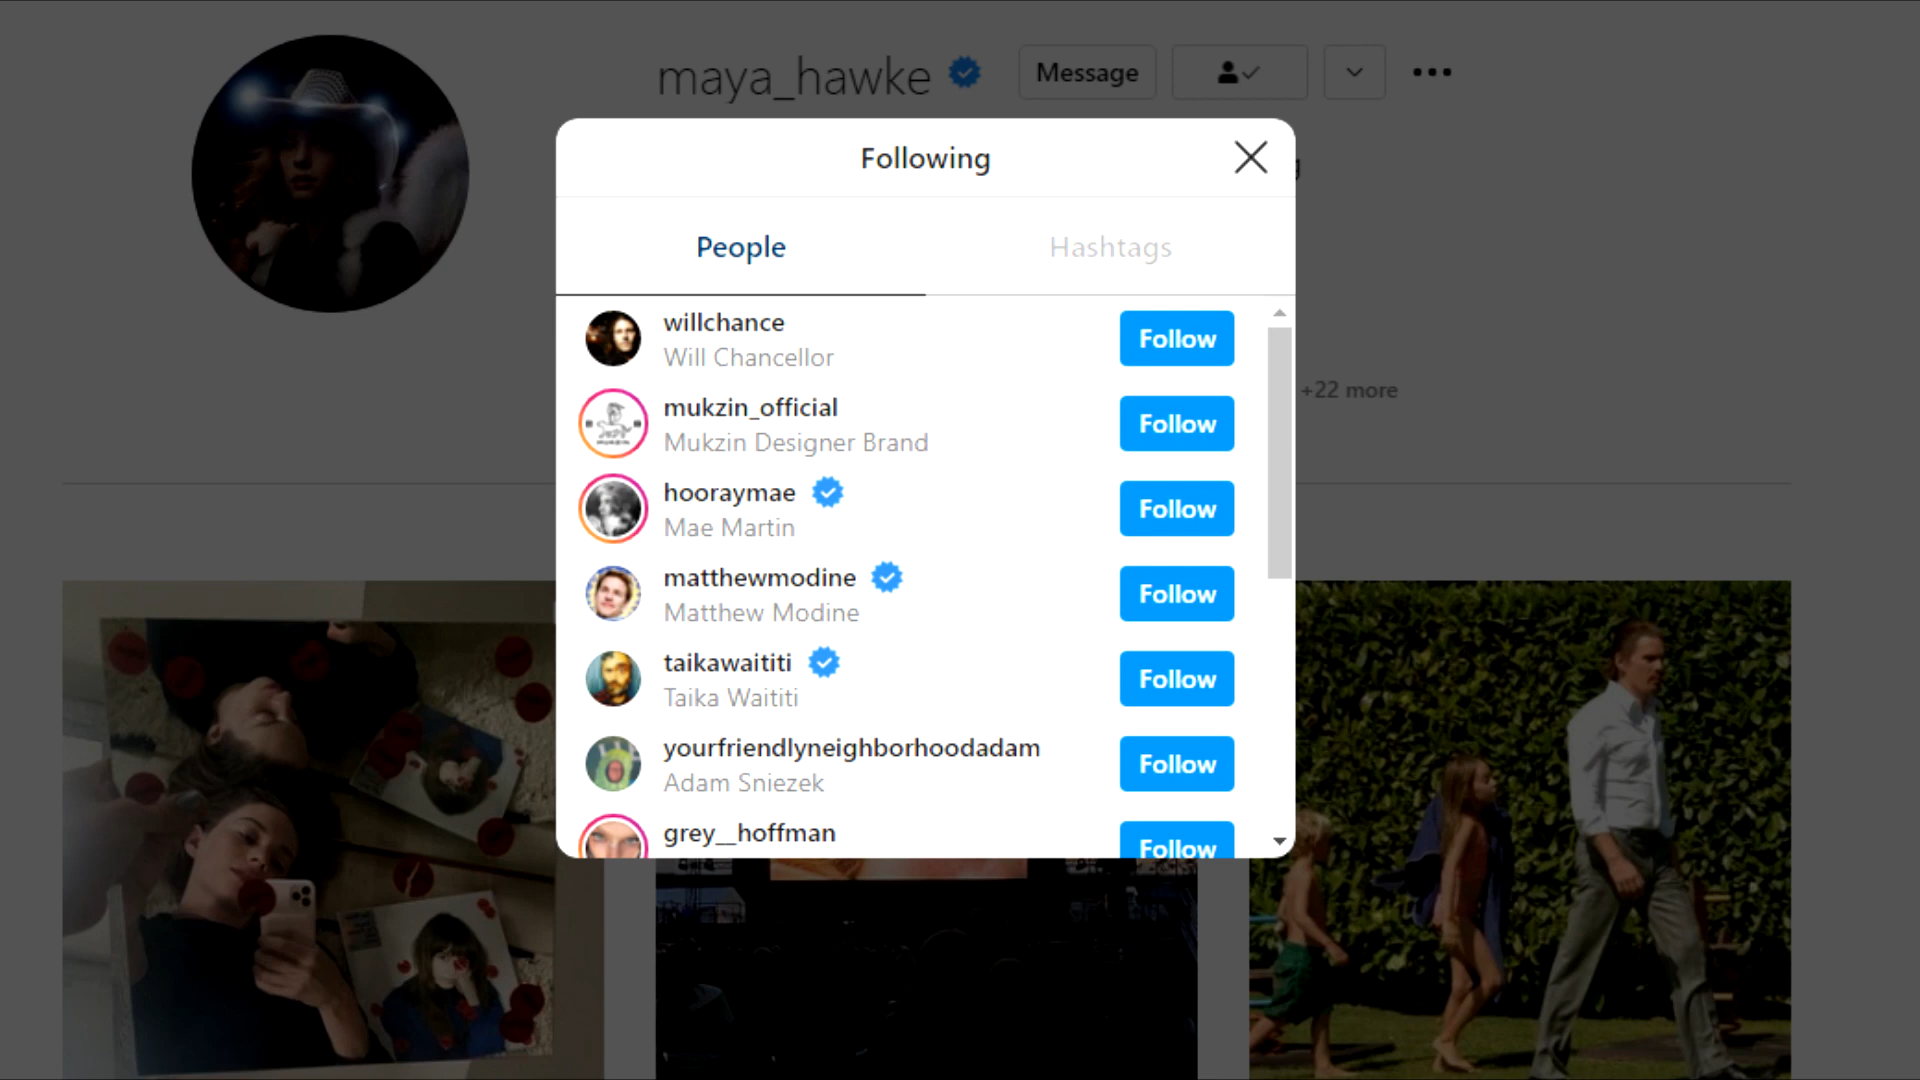 maya_hawke
Message
Following
People
Hashtags
willchance
Will Chancellor
Follow
mukzin_official
Mukzin Designer Brand
Follow
hooraymae
Mae Martin
Follow
matthewmodine
Matthew Modine
Follow
taikawaititi
Taika Waititi
Follow
yourfriendlyneighborhoodadam
Adam Sniezek
Follow
grey__hoffman
Follow
+22 more